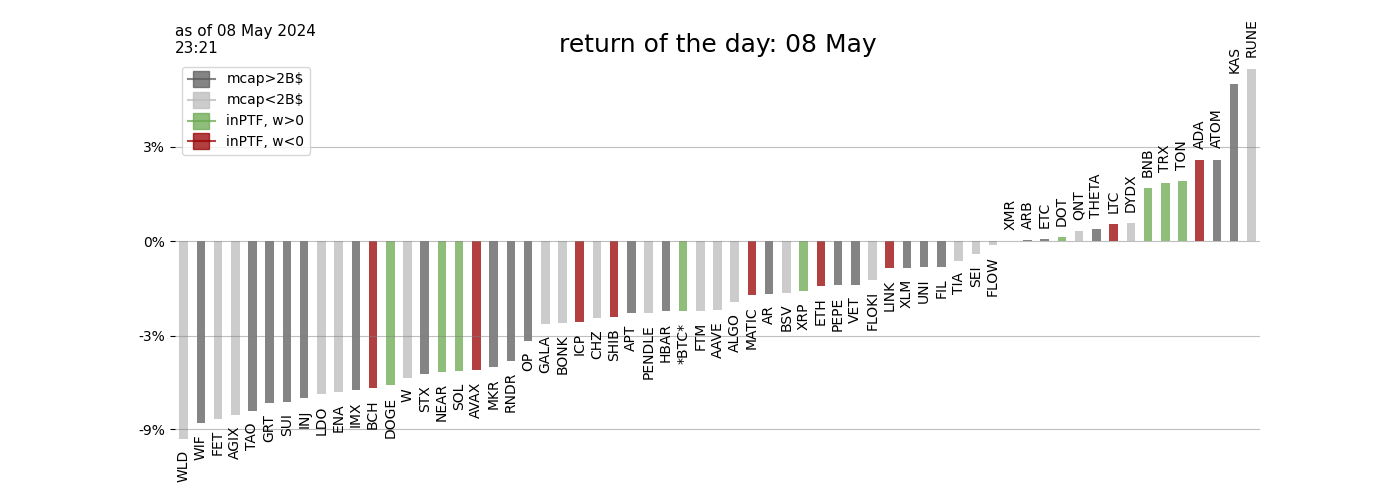 as of 08 May 2024
23:21
return of the day: 08 May
mcap>2B$
mcap<2B$
inPTF, w>0
inPTF, w<0
3%
0%
-3%
-9%
WLD
WIF
FET
AGIX
TAO
GRT
SUI
INJ
LDO
ENA
IMX
BCH
DOGE
W
STX
NEAR
SOL
AVAX
MKR
RNDR
OP
GALA
BONK
ICP
CHZ
SHIB
APT
PENDLE
HBAR
*BTC*
FTM
AAVE
ALGO
MATIC
AR
BSV
XRP
ETH
PEPE
VET
FLOKI
LINK
XLM
UNI
FIL
TIA
SEI
FLOW
XMR
ARB
ETC
DOT
QNT
THETA
LTC
DYDX
BNB
TRX
TON
ADA
ATOM
KAS
RUNE